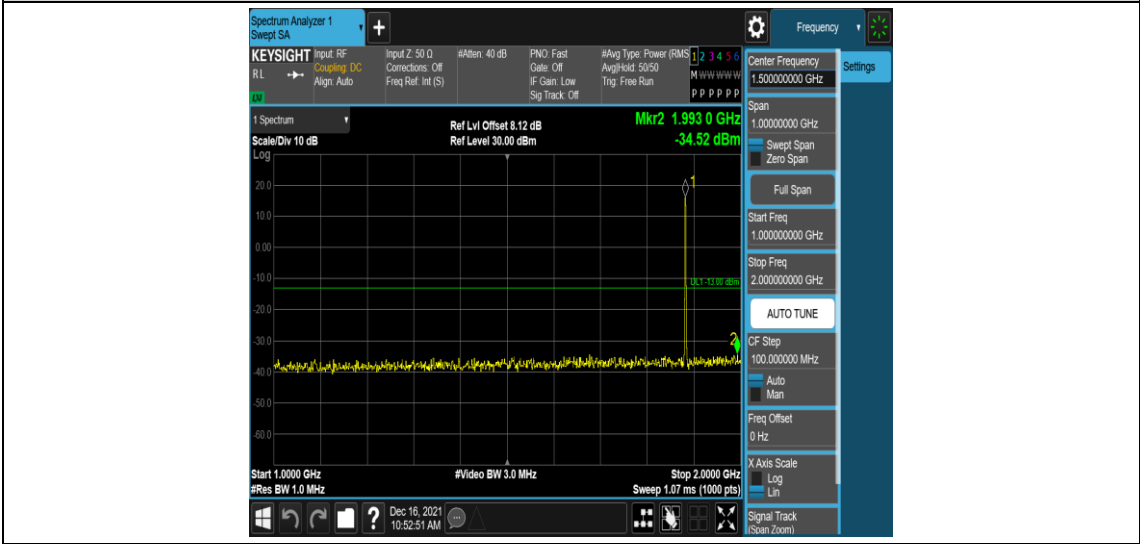 Spectrum Analyzer 1
Swept SA
+
Frequency
KEYSIGHT
RL
Input: RF
Coupling: DC
Align: Auto
Input Z: 50 Ω
Corrections: Off
Freq Ref: Int (S)
#Atten: 40 dB
PNO: Fast
Gate: Off
IF Gain: Low
Sig Track: Off
#Avg Type: Power (RMS
Avg|Hold: 50/50
Trig: Free Run
1 2 3 4 5 6
M W W W W W
P P P P P P
1 Spectrum
Scale/Div 10 dB
Log
Ref Lvl Offset 8.12 dB
Ref Level 30.00 dBm
Mkr2 1.993 0 GHz
-34.52 dBm
20.0
10.0
0.00
-10.0
-20.0
-30.0
-40.0
-50.0
-60.0
1
DL1 -13.00 dBm
2
Start 1.0000 GHz
#Res BW 1.0 MHz
#Video BW 3.0 MHz
Stop 2.0000 GHz
Sweep 1.07 ms (1000 pts)
?
Dec 16, 2021
10:52:51 AM
Center Frequency
1.500000000 GHz
Settings
Span
1.00000000 GHz
Swept Span
Zero Span
Full Span
Start Freq
1.000000000 GHz
Stop Freq
2.000000000 GHz
AUTO TUNE
CF Step
100.000000 MHz
Auto
Man
Freq Offset
0 Hz
X Axis Scale
Log
Lin
Signal Track
(Span Zoom)